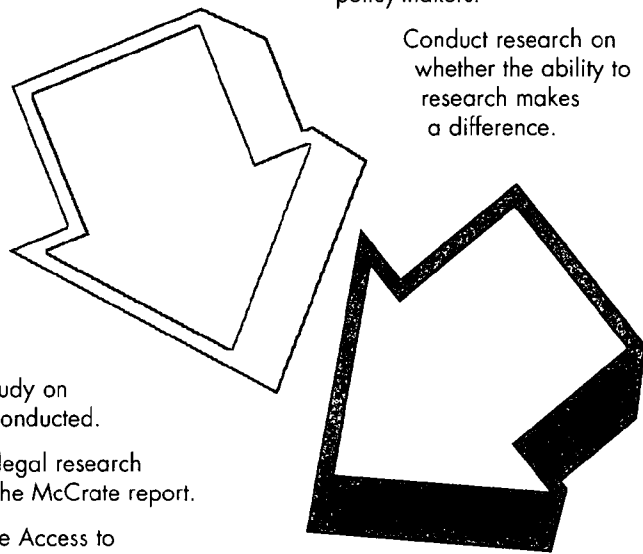 policy makers.
Conduct research on
whether the ability to
research makes
a difference.
udy on
onducted.
legal research
he McCrate report.
e Access to